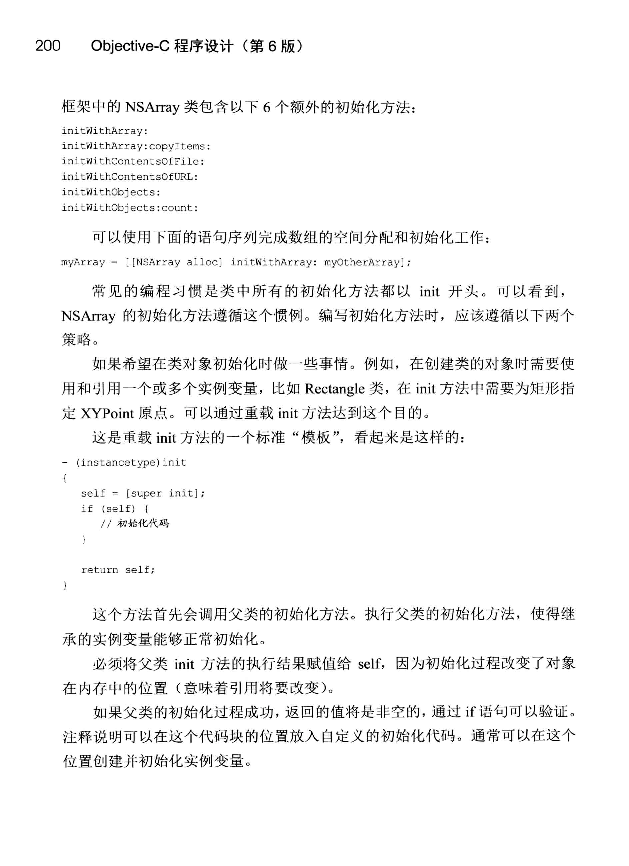 200 Objective-C 程序设计（第 6 版）
框架中的 NSArray 类包含以下 6 个额外的初始化方法：
initWithArray:
initWithArray:copyItems:
initWithContentsOfFile:
initWithContentsOfURL:
initWithObjects:
initWithObjects:count:
可以使用下面的语句序列完成数组的空间分配和初始化工作：
myArray = [[NSArray alloc] initWithArray: myOtherArray];
常见的编程习惯是类中所有的初始化方法都以 init 开头。可以看到，
NSArray 的初始化方法遵循这个惯例。编写初始化方法时，应该遵循以下两个
策略。
如果希望在类对象初始化时做一些事情。例如，在创建类的对象时需要使
用和引用一个或多个实例变量，比如 Rectangle 类，在 init 方法中需要为矩形指
定 XYPoint 原点。可以通过重载 init 方法达到这个目的。
这是重载 init 方法的一个标准“模板”，看起来是这样的：
- (instancetype)init
{
self = [super init];
if (self) {
// 初始化代码
}
return self;
}
这个方法首先会调用父类的初始化方法。执行父类的初始化方法，使得继
承的实例变量能够正常初始化。
必须将父类 init 方法的执行结果赋值给 self，因为初始化过程改变了对象
在内存中的位置（意味着引用将要改变）。
如果父类的初始化过程成功，返回的值将是非空的，通过 if 语句可以验证。
注释说明可以在这个代码块的位置放入自定义的初始化代码。通常可以在这个
位置创建并初始化实例变量。